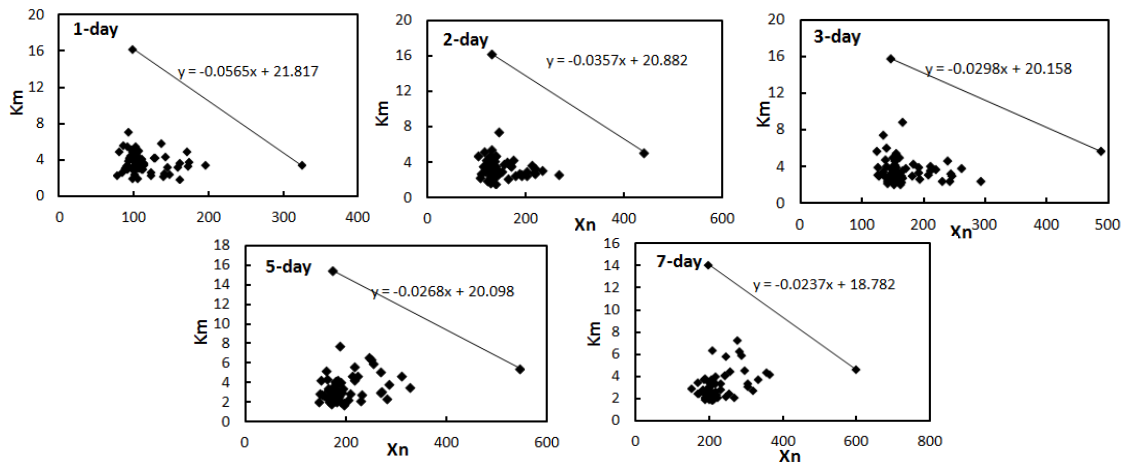 20
16
12
8
4
0
Km
1-day
y = -0.0565x + 21.817
0 100 200 300 400
20
16
12
8
4
0
Km
2-day
y = -0.0357x + 20.882
0 200 400 600
Xn
20
16
12
8
4
0
Km
3-day
y = -0.0298x + 20.158
0 100 200 300 400 500
Xn
18
16
14
12
10
8
6
4
2
0
Km
5-day
y = -0.0268x + 20.098
0 200 400 600
Xn
16
14
12
10
8
6
4
2
0
Km
7-day
y = -0.0237x + 18.782
0 200 400 600 800
Xn